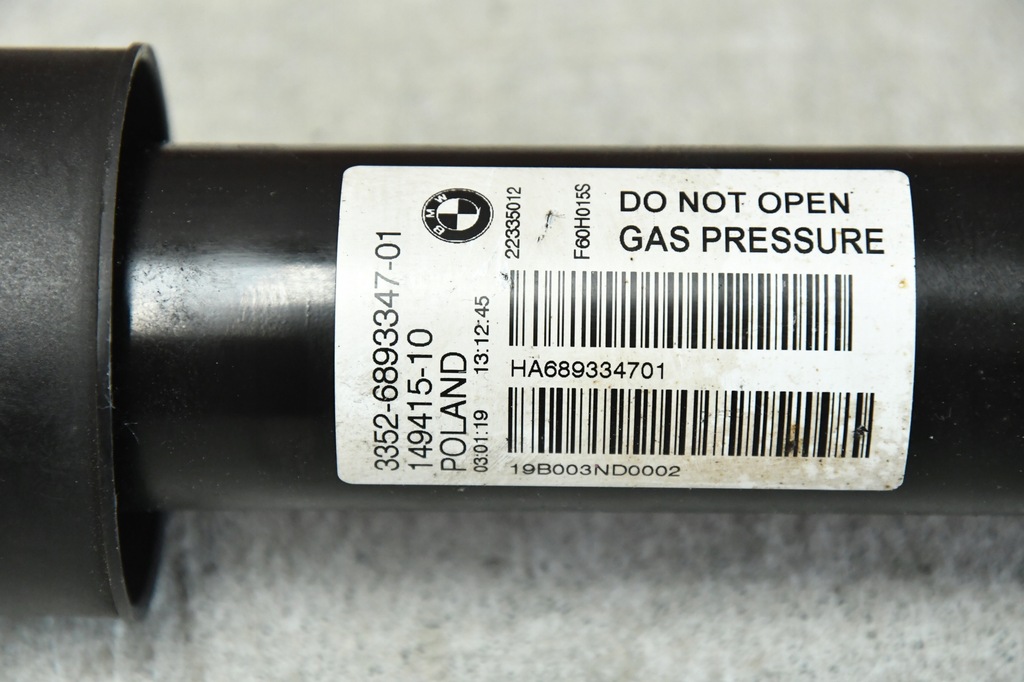 BMW
3352-6893347-01
149415-10
POLAND
03:01:19 13:12:45
22335012
F60H015S
DO NOT OPEN
GAS PRESSURE
HA689334701
19B003ND0002